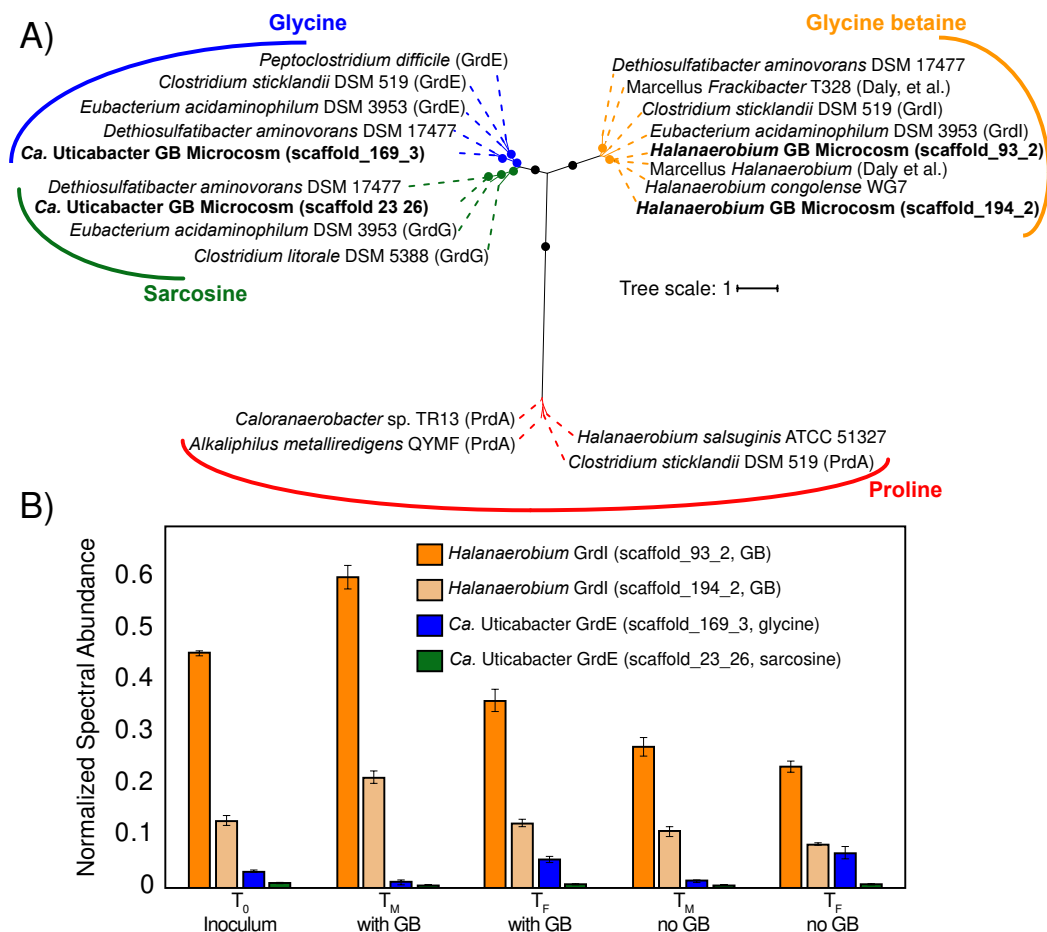 A)
Glycine
Peptoclostridium difficile (GrdE)
Clostridium sticklandii DSM 519 (GrdE)
Eubacterium acidaminophilum DSM 3953 (GrdE)
Dethiosulfatibacter aminovorans DSM 17477
Ca. Uticabacter GB Microcosm (scaffold_169_3)
Dethiosulfatibacter aminovorans DSM 17477
Ca. Uticabacter GB Microcosm (scaffold 23 26)
Eubacterium acidaminophilum DSM 3953 (GrdG)
Clostridium litorale DSM 5388 (GrdG)
Sarcosine
Glycine betaine
Dethiosulfatibacter aminovorans DSM 17477
Marcellus Frackibacter T328 (Daly, et al.)
Clostridium sticklandii DSM 519 (GrdI)
Eubacterium acidaminophilum DSM 3953 (GrdI)
Halanaerobium GB Microcosm (scaffold_93_2)
Marcellus Halanaerobium (Daly et al.)
Halanaerobium congolense WG7
Halanaerobium GB Microcosm (scaffold_194_2)
Tree scale: 1
Caloranaerobacter sp. TR13 (PrdA)
Alkaliphilus metalliredigens QYMF (PrdA)
Halanaerobium salsuginis ATCC 51327
Clostridium sticklandii DSM 519 (PrdA)
Proline
B)
Normalized Spectral Abundance
0.6
0.5
0.4
0.3
0.2
0.1
0
Halanaerobium GrdI (scaffold_93_2, GB)
Halanaerobium GrdI (scaffold_194_2, GB)
Ca. Uticabacter GrdE (scaffold_169_3, glycine)
Ca. Uticabacter GrdE (scaffold_23_26, sarcosine)
T0
Inoculum
TM
with GB
TF
with GB
TM
no GB
TF
no GB